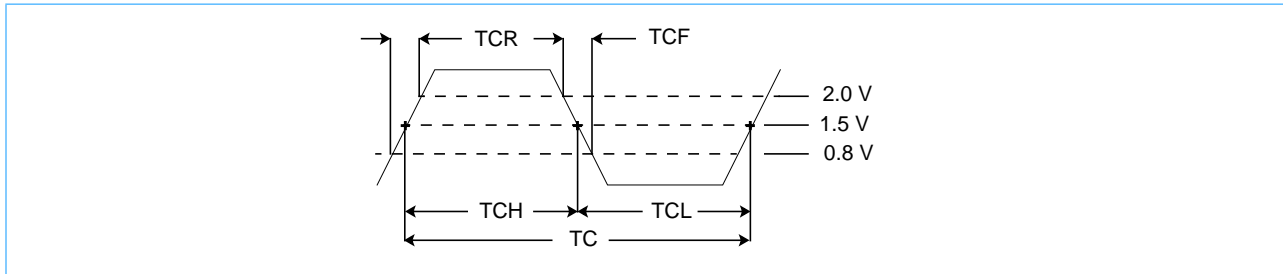 TCR
TCF
2.0 V
1.5 V
0.8 V
TCH
TCL
TC